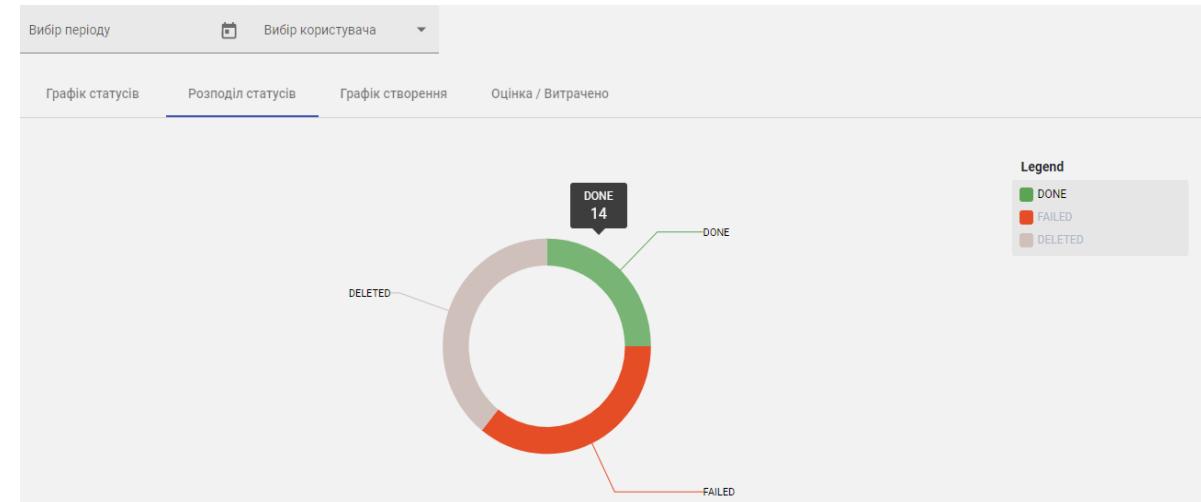 Вибір періоду
Вибір користувача
Графік статусів
Розподіл статусів
Графік створення
Оцінка / Витрачено
Legend
DONE
FAILED
DELETED
DONE
14
DONE
DELETED
FAILED